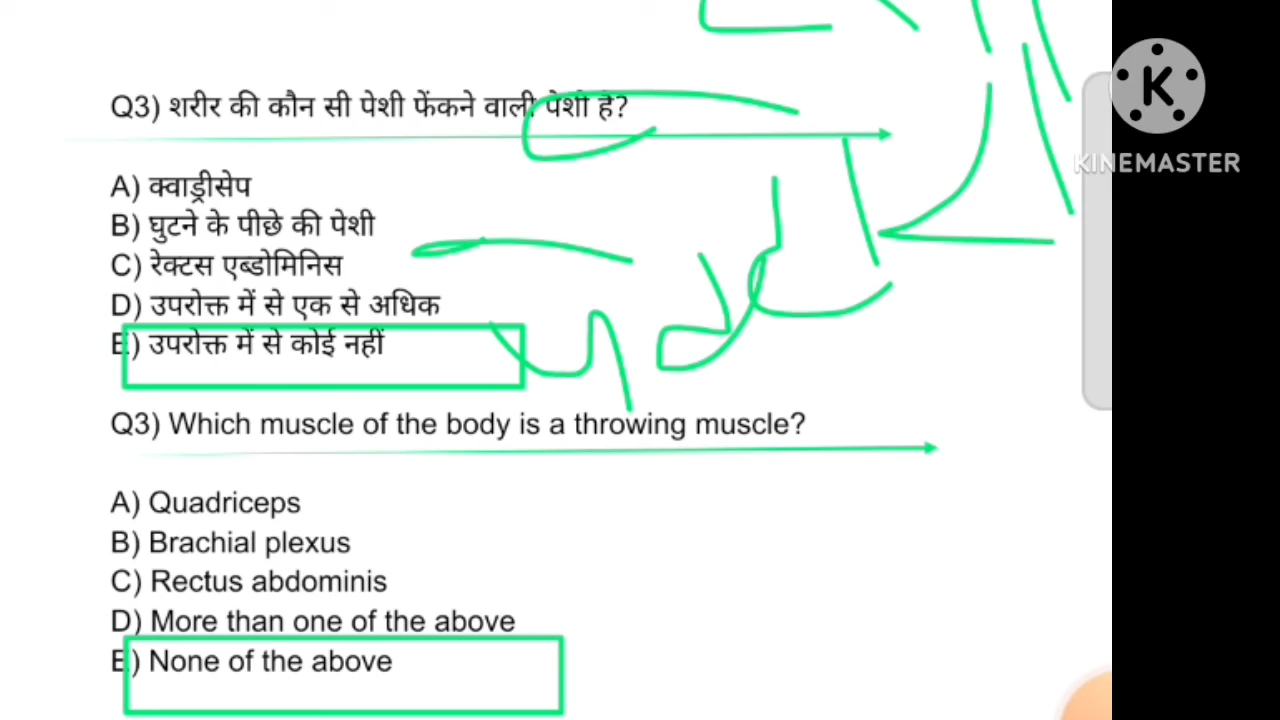 Q3) शरीर की कौन सी पेशी फेंकने वाली पेशी है?
A) क्वाड्रीसेप
B) घुटने के पीछे की पेशी
C) रेक्टस एब्डोमिनिस
D) उपरोक्त में से एक से अधिक
E) उपरोक्त में से कोई नहीं
Q3) Which muscle of the body is a throwing muscle?
A) Quadriceps
B) Brachial plexus
C) Rectus abdominis
D) More than one of the above
E) None of the above
K
KINEMASTER